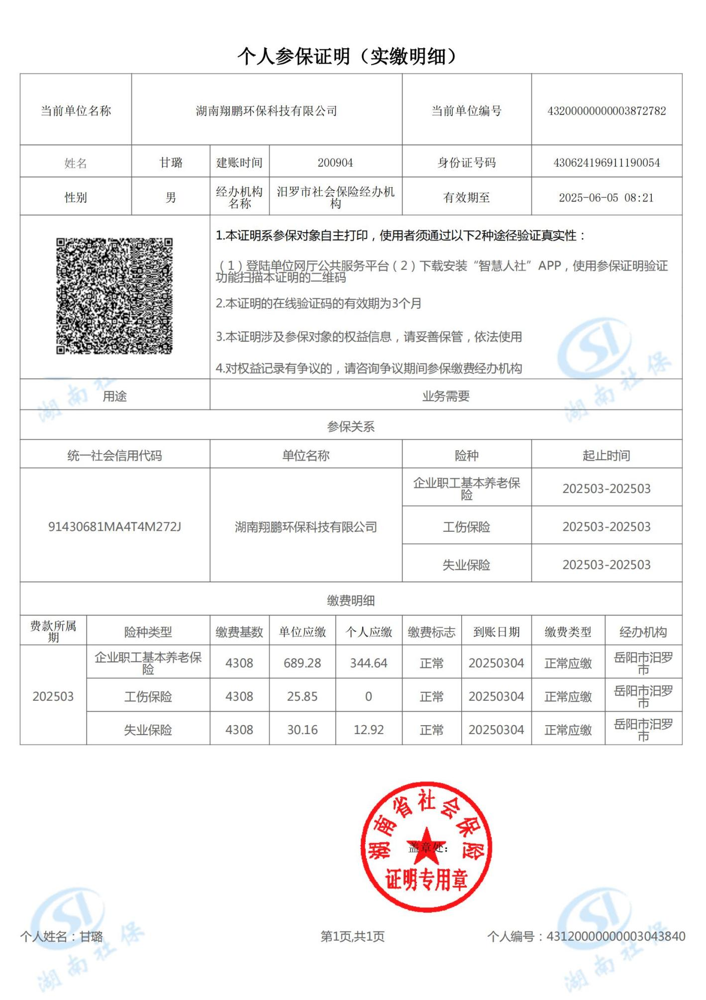 个人参保证明（实缴明细）
当前单位名称 湖南翔鹏环保科技有限公司 当前单位编号 43200000000003872782
姓名 甘璐 建账时间 200904 身份证号码 430624196911190054
性别 男 经办机构名称 汨罗市社会保险经办机构 有效期至 2025-06-05 08:21
1.本证明系参保对象自主打印，使用者须通过以下2种途径验证真实性：
（1）登陆单位网厅公共服务平台（2）下载安装“智慧人社”APP，使用参保证明验证
功能扫描本证明的二维码
2.本证明的在线验证码的有效期为3个月
3.本证明涉及参保对象的权益信息，请妥善保管，依法使用
4.对权益记录有争议的，请咨询争议期间参保缴费经办机构
湖南社
SI
湖南社保
用途 业务需要
参保关系
统一社会信用代码 单位名称 险种 起止时间
91430681MA4T4M272J 湖南翔鹏环保科技有限公司 企业职工基本养老保险 202503-202503
工伤保险 202503-202503
失业保险 202503-202503
缴费明细
费款所属期 险种类型 缴费基数 单位应缴 个人应缴 缴费标志 到账日期 缴费类型 经办机构
202503 企业职工基本养老保险 4308 689.28 344.64 正常 20250304 正常应缴 岳阳市汨罗市
工伤保险 4308 25.85 0 正常 20250304 正常应缴 岳阳市汨罗市
失业保险 4308 30.16 12.92 正常 20250304 正常应缴 岳阳市汨罗市
湖南省社会保险
盖章处：
证明专用章
SI
湖南社保
SI
湖南社保
个人姓名：甘璐 第1页,共1页 个人编号：43120000000003043840